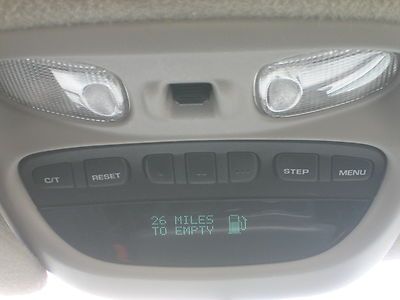 C/T RESET STEP MENU
26 MILES
TO EMPTY